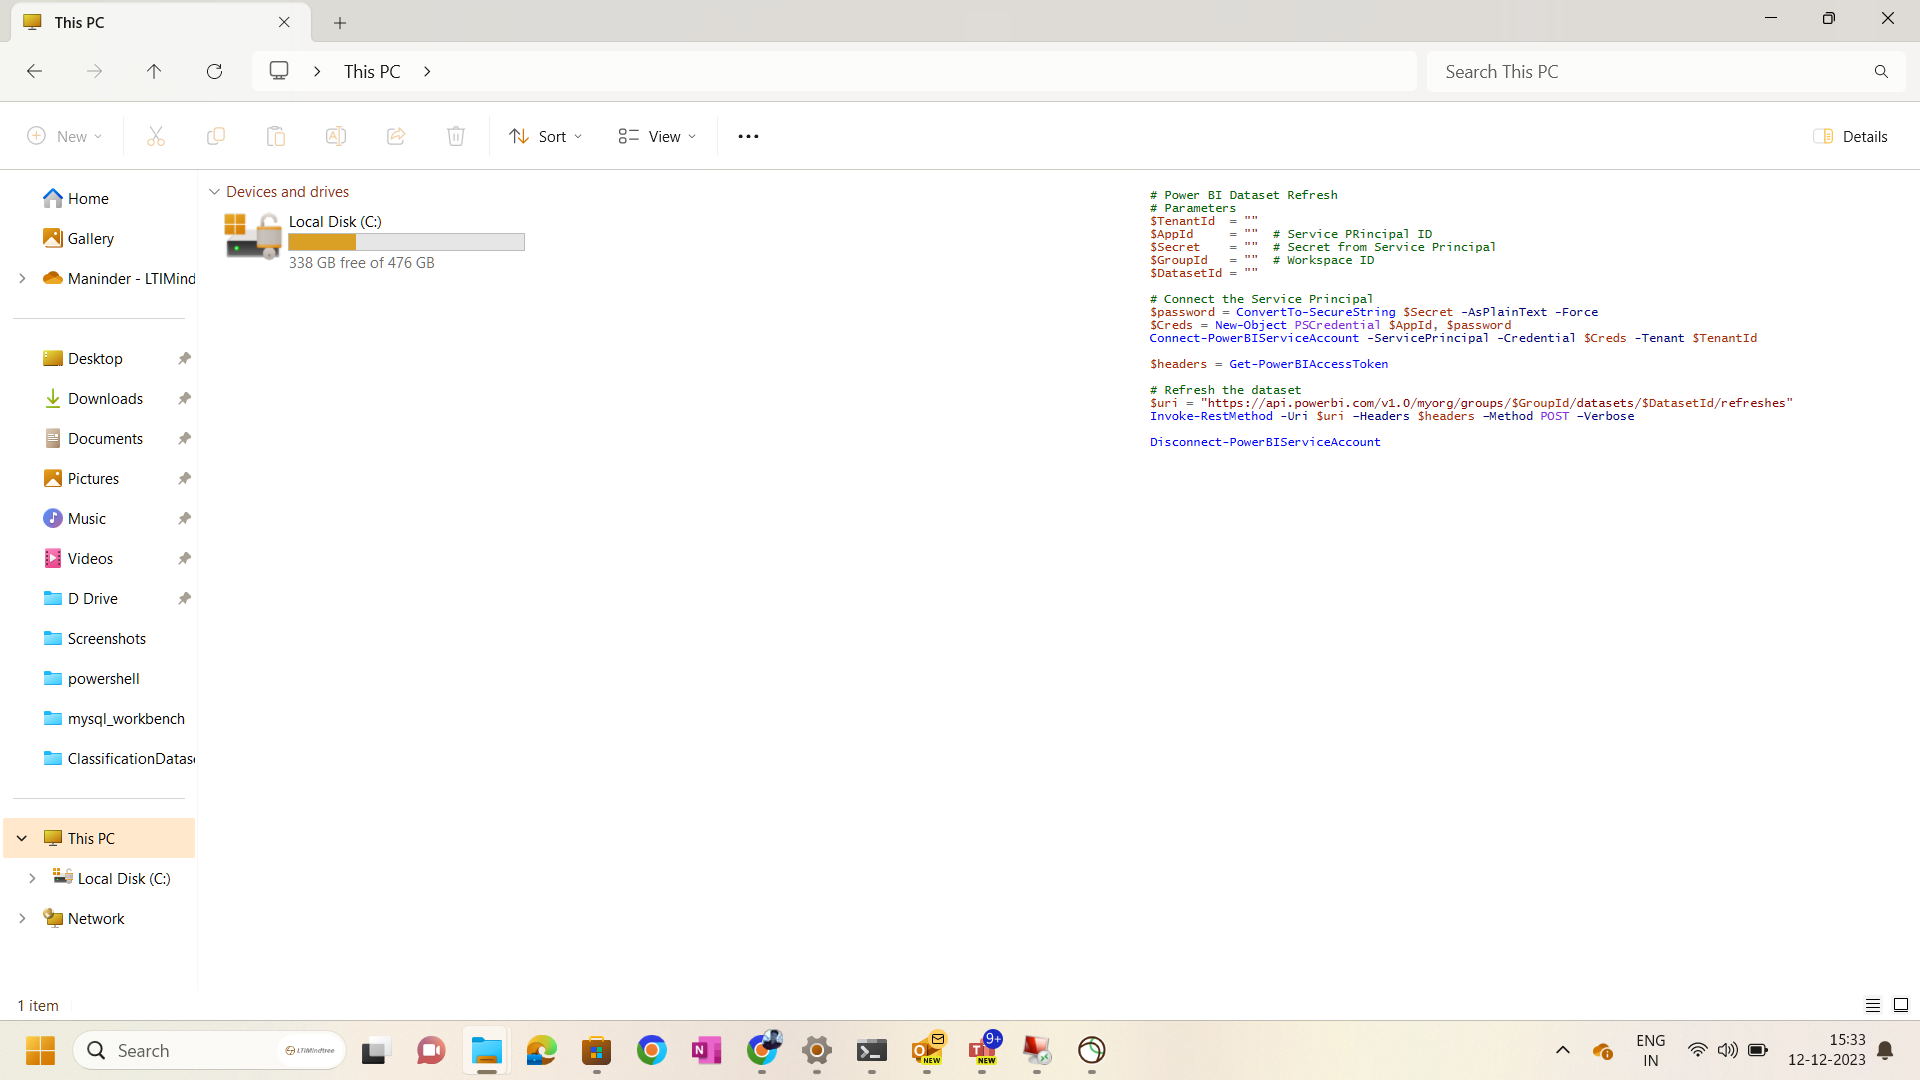 This PC
This PC
Search This PC
New
Sort
View
Details
Home
Gallery
Maninder - LTIMind
Desktop
Downloads
Documents
Pictures
Music
Videos
D Drive
Screenshots
powershell
mysql_workbench
ClassificationDatas
This PC
Local Disk (C:)
Network
Devices and drives
Local Disk (C:)
338 GB free of 476 GB
# Power BI Dataset Refresh
# Parameters
$TenantId = ""
$AppId = "" # Service PRincipal ID
$Secret = "" # Secret from Service Principal
$GroupId = "" # Workspace ID
$DatasetId = ""
# Connect the Service Principal
$password = ConvertTo-SecureString $Secret -AsPlainText -Force
$Creds = New-Object PSCredential $AppId, $password
Connect-PowerBIServiceAccount -ServicePrincipal -Credential $Creds -Tenant $TenantId
$headers = Get-PowerBIAccessToken
# Refresh the dataset
$uri = "https://api.powerbi.com/v1.0/myorg/groups/$GroupId/datasets/$DatasetId/refreshes"
Invoke-RestMethod -Uri $uri -Headers $headers -Method POST -Verbose
Disconnect-PowerBIServiceAccount
1 item
Search
LTIMindtree
NEW
9+
NEW
ENG
IN
15:33
12-12-2023